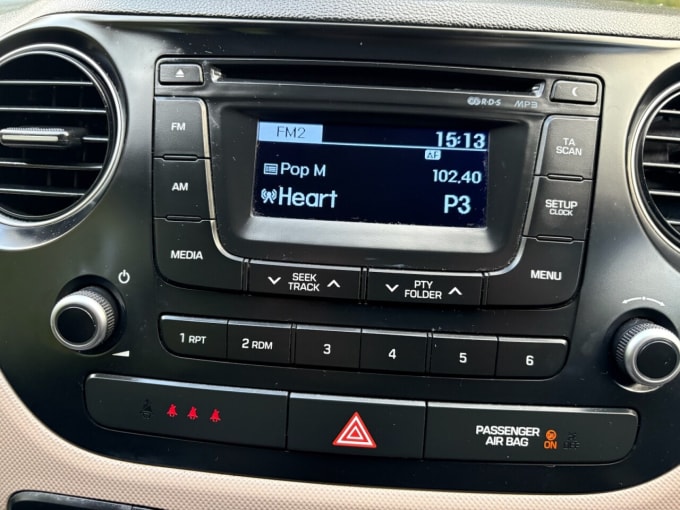 RDS MP3
FM
FM2 15:13
AF
TA
SCAN
Pop M 102.40
AM
Heart P3
SETUP
CLOCK
MEDIA
SEEK
TRACK
PTY
FOLDER
MENU
1 RPT 2 RDM 3 4 5 6
PASSENGER
AIR BAG
ON OFF